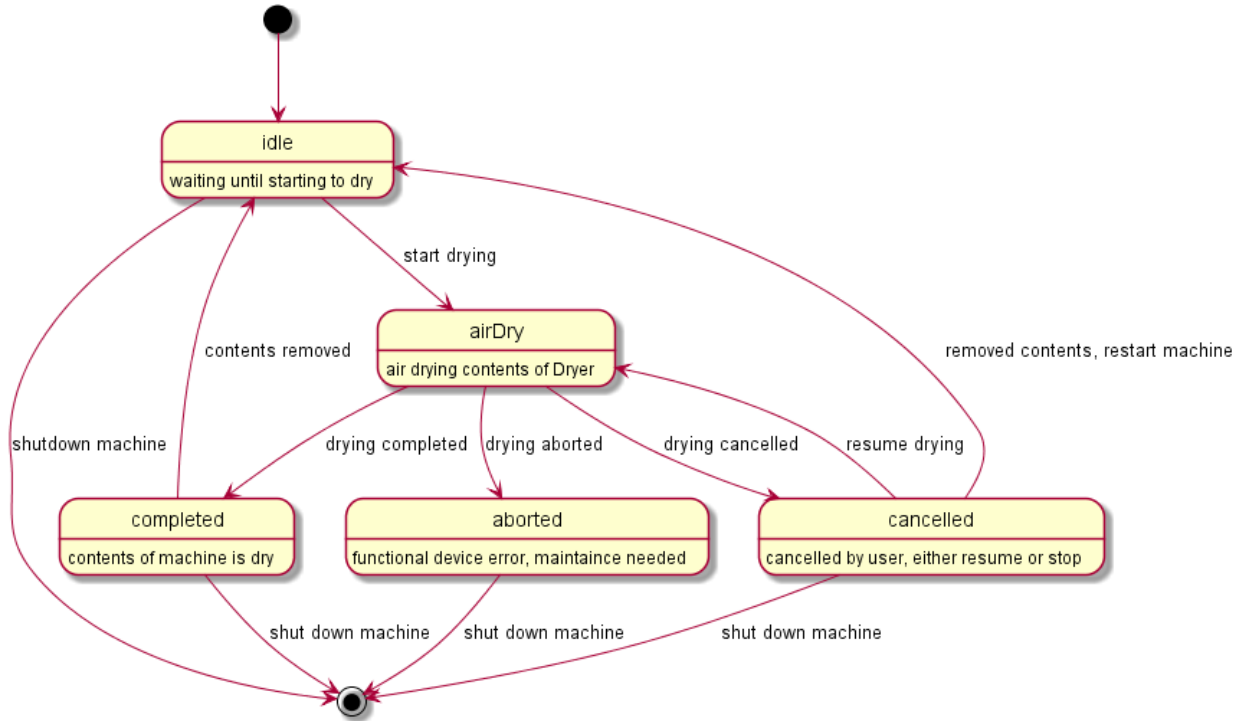 idle
waiting until starting to dry
start drying
airDry
air drying contents of Dryer
contents removed
removed contents, restart machine
shutdown machine
drying completed
drying aborted
drying cancelled
resume drying
completed
contents of machine is dry
aborted
functional device error, maintaince needed
cancelled
cancelled by user, either resume or stop
shut down machine
shut down machine
shut down machine